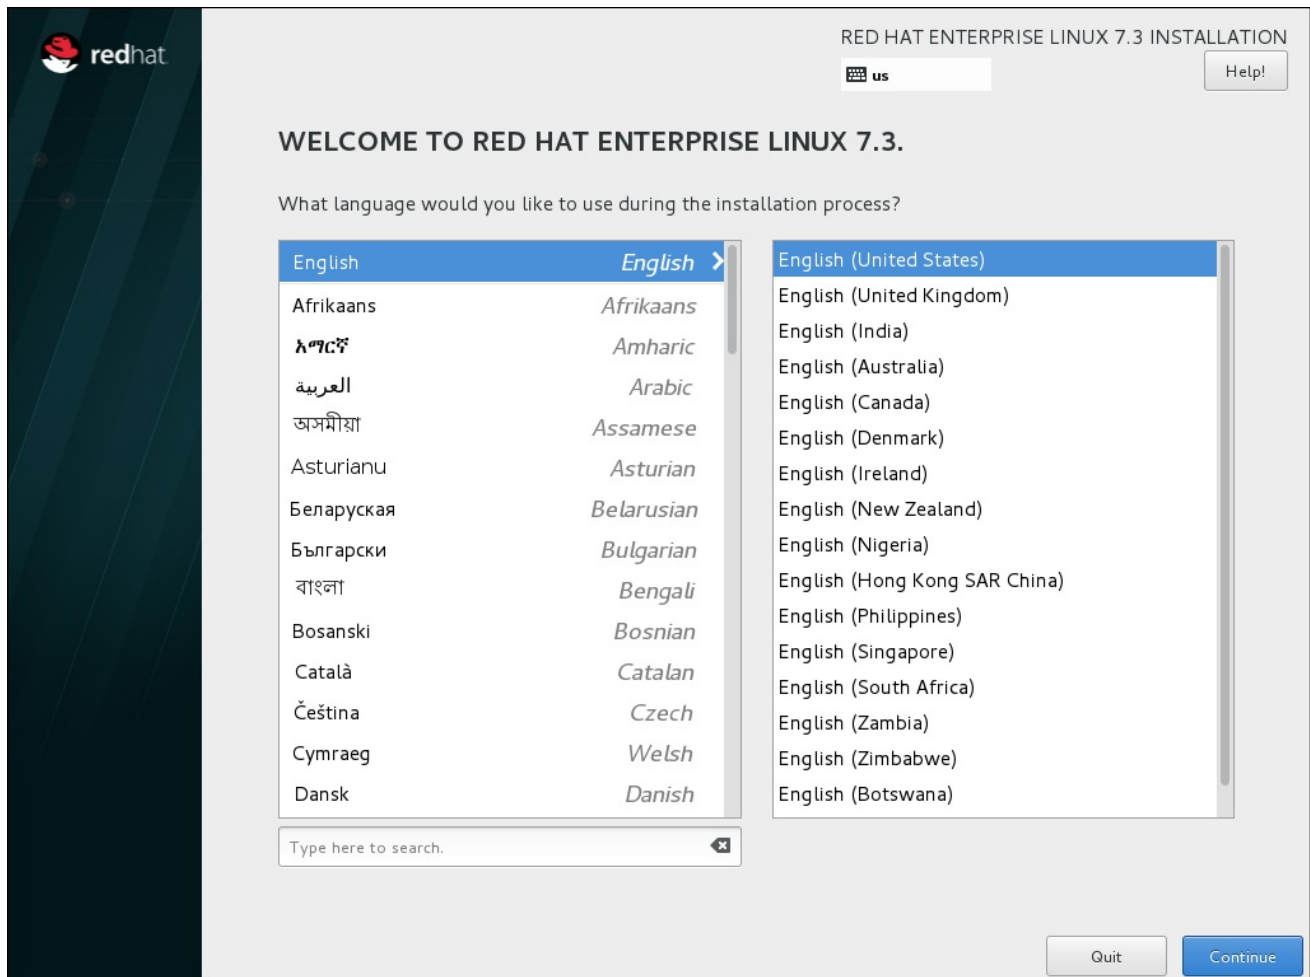 redhat
RED HAT ENTERPRISE LINUX 7.3 INSTALLATION
us
Help!
WELCOME TO RED HAT ENTERPRISE LINUX 7.3.
What language would you like to use during the installation process?
English English
Afrikaans Afrikaans
አማርኛ Amharic
العربية Arabic
অসমীয়া Assamese
Asturianu Asturian
Беларуская Belarusian
Български Bulgarian
বাংলা Bengali
Bosanski Bosnian
Català Catalan
Čeština Czech
Cymraeg Welsh
Dansk Danish
Type here to search.
English (United States)
English (United Kingdom)
English (India)
English (Australia)
English (Canada)
English (Denmark)
English (Ireland)
English (New Zealand)
English (Nigeria)
English (Hong Kong SAR China)
English (Philippines)
English (Singapore)
English (South Africa)
English (Zambia)
English (Zimbabwe)
English (Botswana)
Quit
Continue